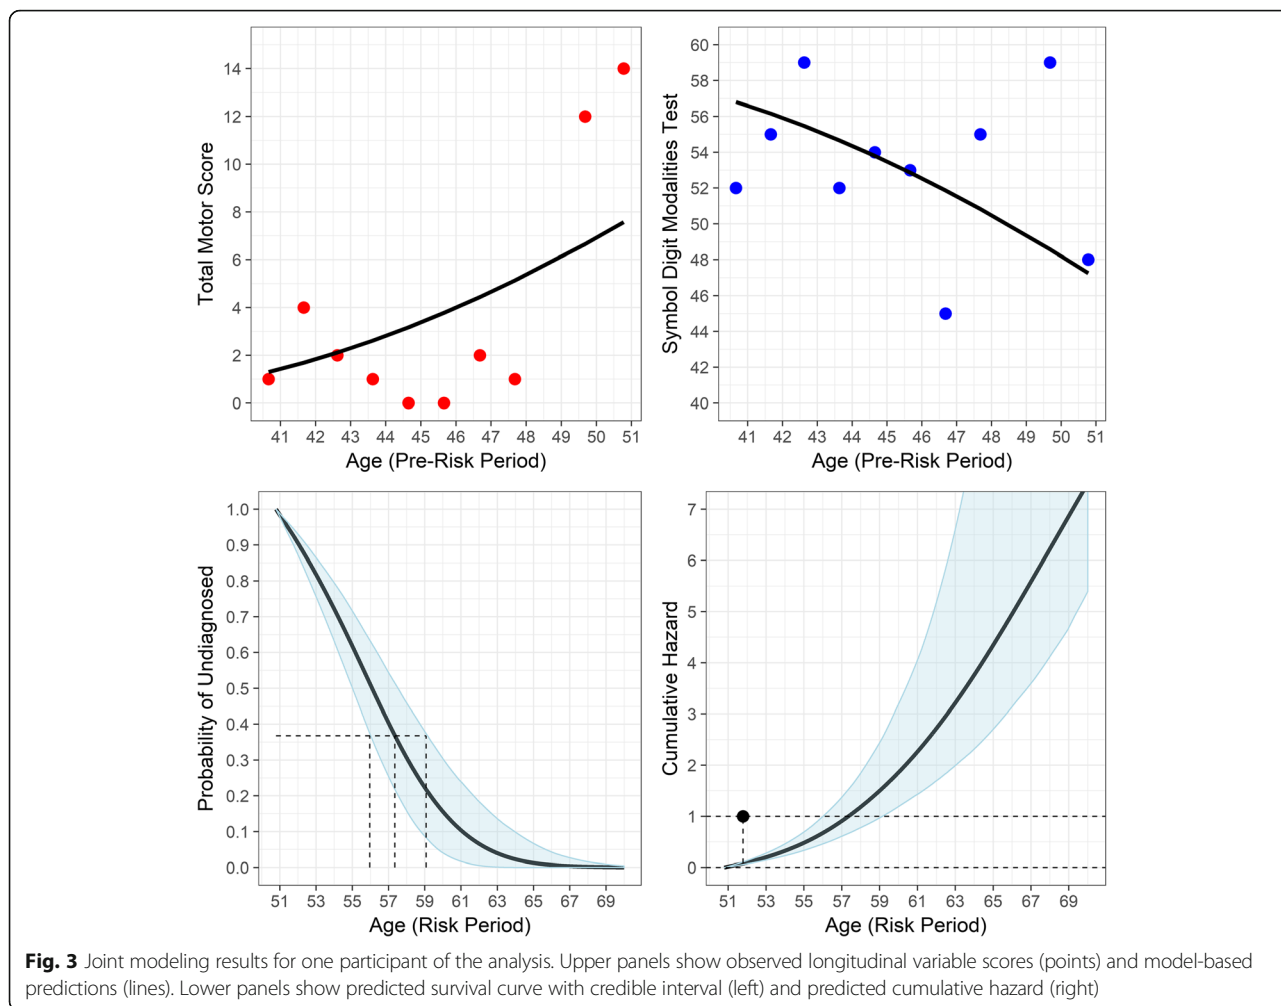 Total Motor Score
14
12
10
8
6
4
2
0
41 42 43 44 45 46 47 48 49 50 51
Age (Pre-Risk Period)
Symbol Digit Modalities Test
60
58
56
54
52
50
48
46
44
42
40
41 42 43 44 45 46 47 48 49 50 51
Age (Pre-Risk Period)
Probability of Undiagnosed
1.0
0.9
0.8
0.7
0.6
0.5
0.4
0.3
0.2
0.1
0.0
51 53 55 57 59 61 63 65 67 69
Age (Risk Period)
Cumulative Hazard
7
6
5
4
3
2
1
0
51 53 55 57 59 61 63 65 67 69
Age (Risk Period)
Fig. 3 Joint modeling results for one participant of the analysis. Upper panels show observed longitudinal variable scores (points) and model-based
predictions (lines). Lower panels show predicted survival curve with credible interval (left) and predicted cumulative hazard (right)